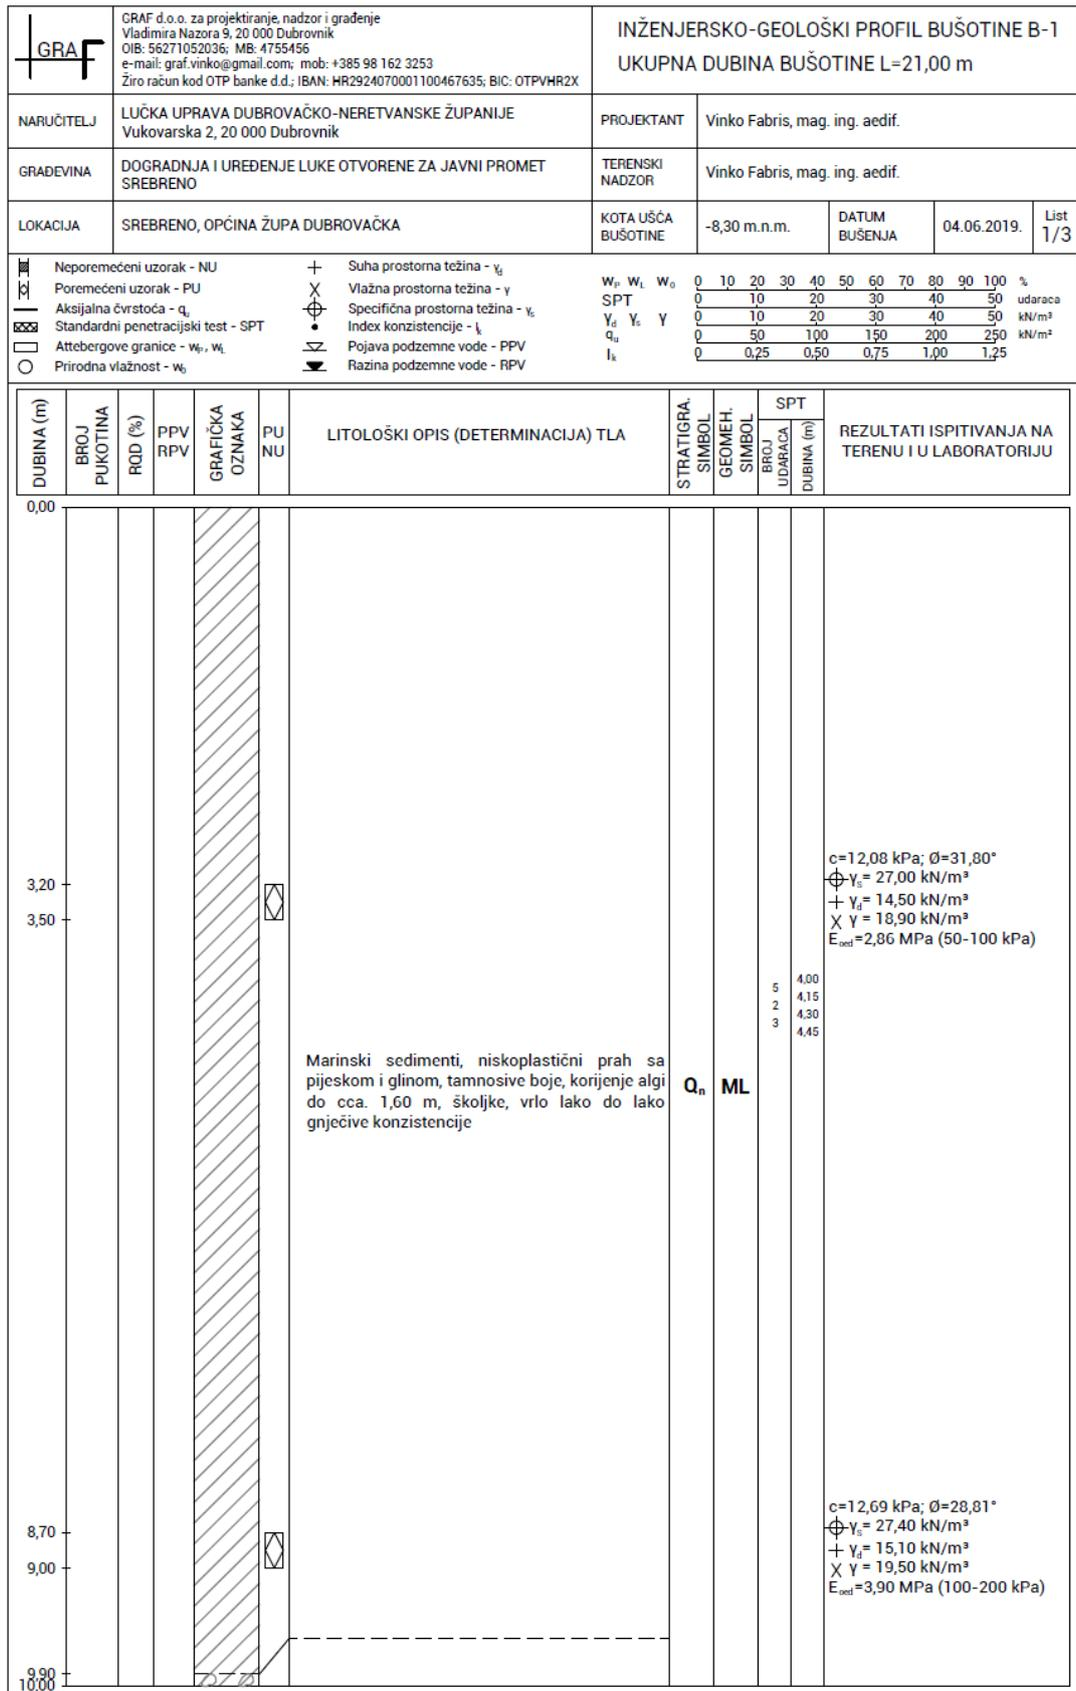 GRAF
GRAF d.o.o. za projektiranje, nadzor i građenje
Vladimira Nazora 9, 20 000 Dubrovnik
OIB: 56271052036; MB: 4755456
e-mail: graf.vinko@gmail.com; mob: +385 98 162 3253
Žiro račun kod OTP banke d.d.; IBAN: HR2924070001100467635; BIC: OTPVHR2X
INŽENJERSKO-GEOLOŠKI PROFIL BUŠOTINE B-1
UKUPNA DUBINA BUŠOTINE L=21,00 m
NARUČITELJ
LUČKA UPRAVA DUBROVAČKO-NERETVANSKE ŽUPANIJE
Vukovarska 2, 20 000 Dubrovnik
PROJEKTANT
Vinko Fabris, mag. ing. aedif.
GRAĐEVINA
DOGRADNJA I UREĐENJE LUKE OTVORENE ZA JAVNI PROMET
SREBRENO
TERENSKI
NADZOR
Vinko Fabris, mag. ing. aedif.
LOKACIJA
SREBRENO, OPĆINA ŽUPA DUBROVAČKA
KOTA UŠĆA
BUŠOTINE
-8,30 m.n.m.
DATUM
BUŠENJA
04.06.2019.
List
1/3
Neporemećeni uzorak - NU
Poremećeni uzorak - PU
Aksijalna čvrstoća - qᵤ
Standardni penetracijski test - SPT
Attebergove granice - wₚ, w_L
Prirodna vlažnost - w₀
Suha prostorna težina - γ_d
Vlažna prostorna težina - γ
Specifična prostorna težina - γₛ
Index konzistencije - Iₖ
Pojava podzemne vode - PPV
Razina podzemne vode - RPV
w_P w_L w₀ 0 10 20 30 40 50 60 70 80 90 100 %
SPT 0 10 20 30 40 50 udaraca
γ_d γₛ γ 0 10 20 30 40 50 kN/m³
qᵤ 0 50 100 150 200 250 kN/m²
Iₖ 0 0,25 0,50 0,75 1,00 1,25
DUBINA (m)
BROJ
PUKOTINA
RQD (%)
PPV
RPV
GRAFIČKA
OZNAKA
PU
NU
LITOLOŠKI OPIS (DETERMINACIJA) TLA
STRATIGRA.
SIMBOL
GEOMEH.
SIMBOL
SPT
BROJ
UDARACA
DUBINA (m)
REZULTATI ISPITIVANJA NA
TERENU I U LABORATORIJU
0,00
c=12,08 kPa; Ø=31,80°
3,20
γₛ= 27,00 kN/m³
γ_d= 14,50 kN/m³
3,50
γ = 18,90 kN/m³
E_oed=2,86 MPa (50-100 kPa)
5
2
3
4,00
4,15
4,30
4,45
Marinski sedimenti, niskoplastični prah sa
pijeskom i glinom, tamnosive boje, korijenje algi
do cca. 1,60 m, školjke, vrlo lako do lako
gnječive konzistencije
Qₙ
ML
c=12,69 kPa; Ø=28,81°
8,70
γₛ= 27,40 kN/m³
γ_d= 15,10 kN/m³
9,00
γ = 19,50 kN/m³
E_oed=3,90 MPa (100-200 kPa)
9,90
10,00